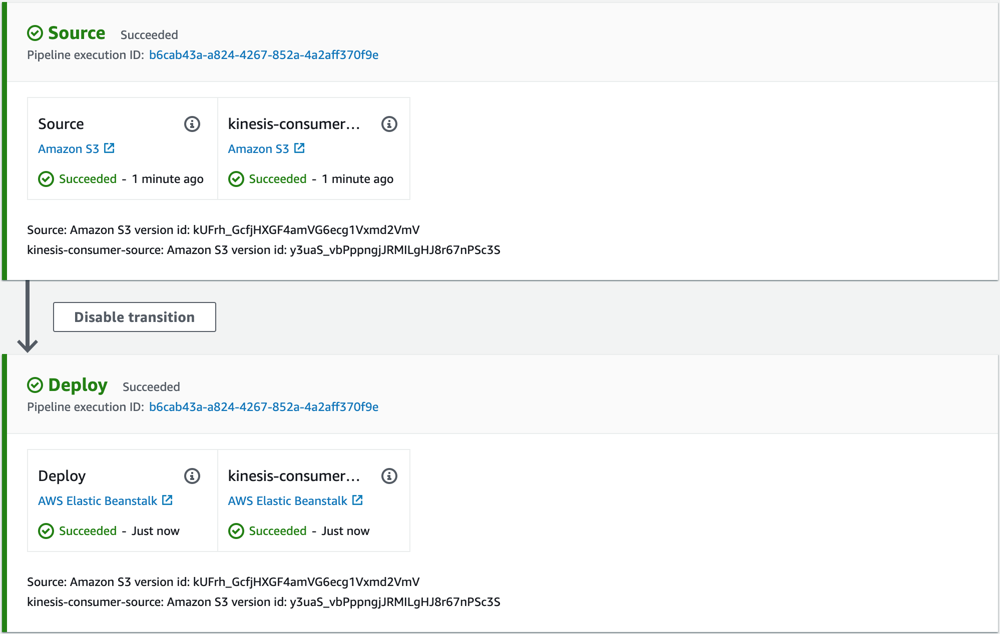 Source Succeeded
Pipeline execution ID: b6cab43a-a824-4267-852a-4a2aff370f9e
Source
Amazon S3
Succeeded - 1 minute ago
kinesis-consumer...
Amazon S3
Succeeded - 1 minute ago
Source: Amazon S3 version id: kUFrh_GcfjHXGF4amVG6ecg1Vxmd2VmV
kinesis-consumer-source: Amazon S3 version id: y3uaS_vbPppngjJRMILgHJ8r67nPSc3S
Disable transition
Deploy Succeeded
Pipeline execution ID: b6cab43a-a824-4267-852a-4a2aff370f9e
Deploy
AWS Elastic Beanstalk
Succeeded - Just now
kinesis-consumer...
AWS Elastic Beanstalk
Succeeded - Just now
Source: Amazon S3 version id: kUFrh_GcfjHXGF4amVG6ecg1Vxmd2VmV
kinesis-consumer-source: Amazon S3 version id: y3uaS_vbPppngjJRMILgHJ8r67nPSc3S